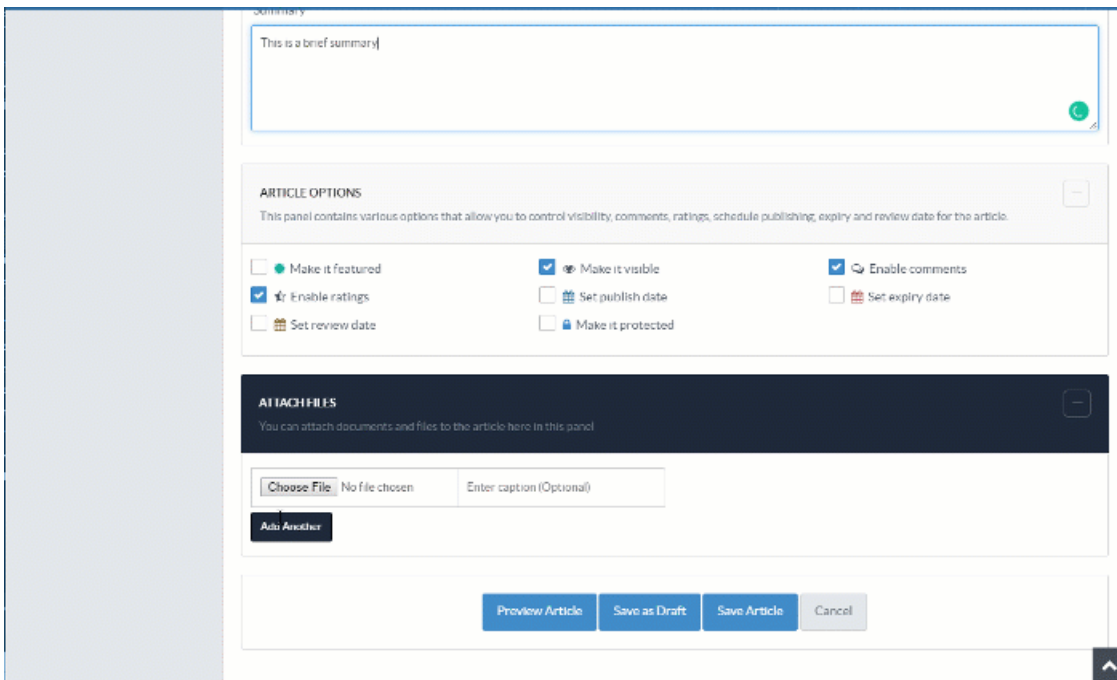 Summary
This is a brief summary
ARTICLE OPTIONS
This panel contains various options that allow you to control visibility, comments, ratings, schedule publishing, expiry and review date for the article.
Make it featured
Make it visible
Enable comments
Enable ratings
Set publish date
Set expiry date
Set review date
Make it protected
ATTACH FILES
You can attach documents and files to the article here in this panel
Choose File No file chosen
Enter caption (Optional)
Add Another
Preview Article
Save as Draft
Save Article
Cancel